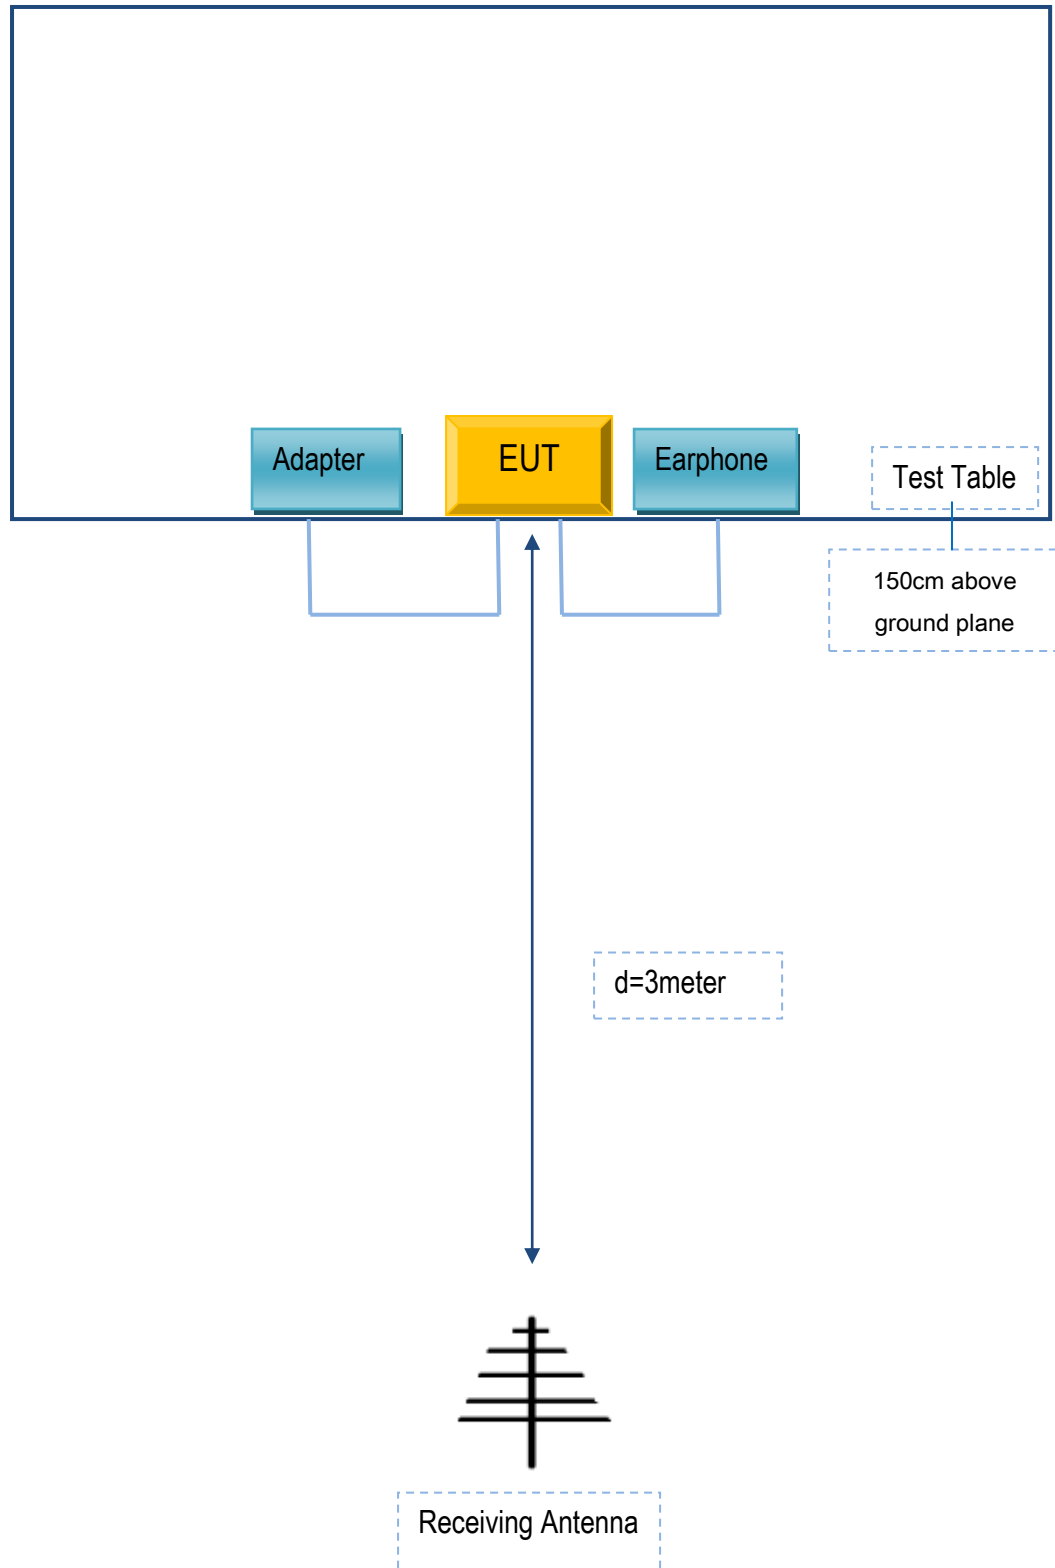 Adapter
EUT
Earphone
Test Table
150cm above
ground plane
d=3meter
Receiving Antenna